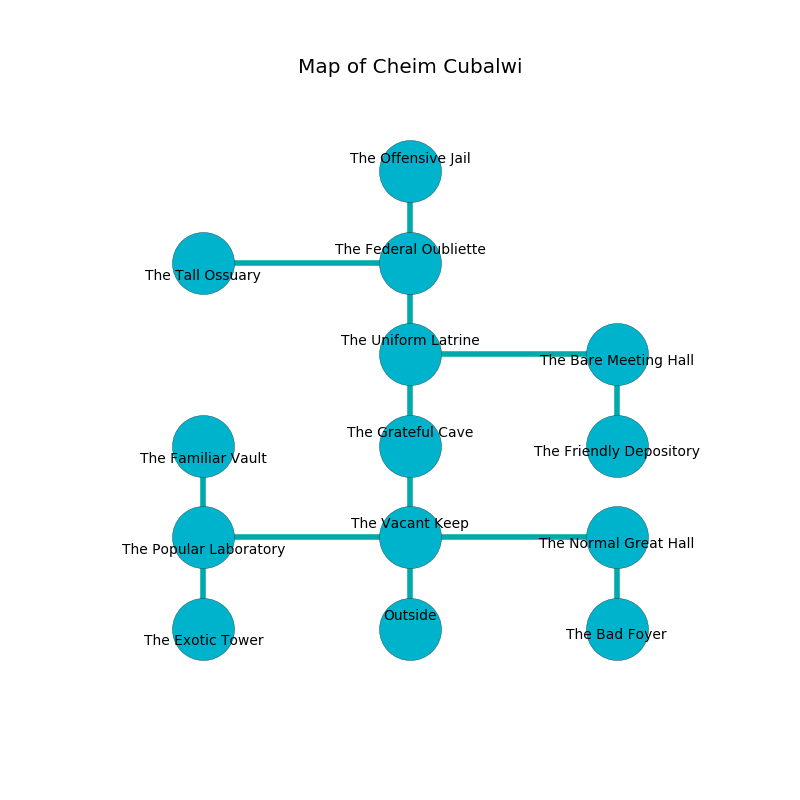 Map of Cheim Cubalwi
The Offensive Jail
The Federal Oubliette
The Tall Ossuary
The Uniform Latrine
The Bare Meeting Hall
The Grateful Cave
The Friendly Depository
The Familiar Vault
The Vacant Keep
The Normal Great Hall
The Popular Laboratory
Outside
The Bad Foyer
The Exotic Tower